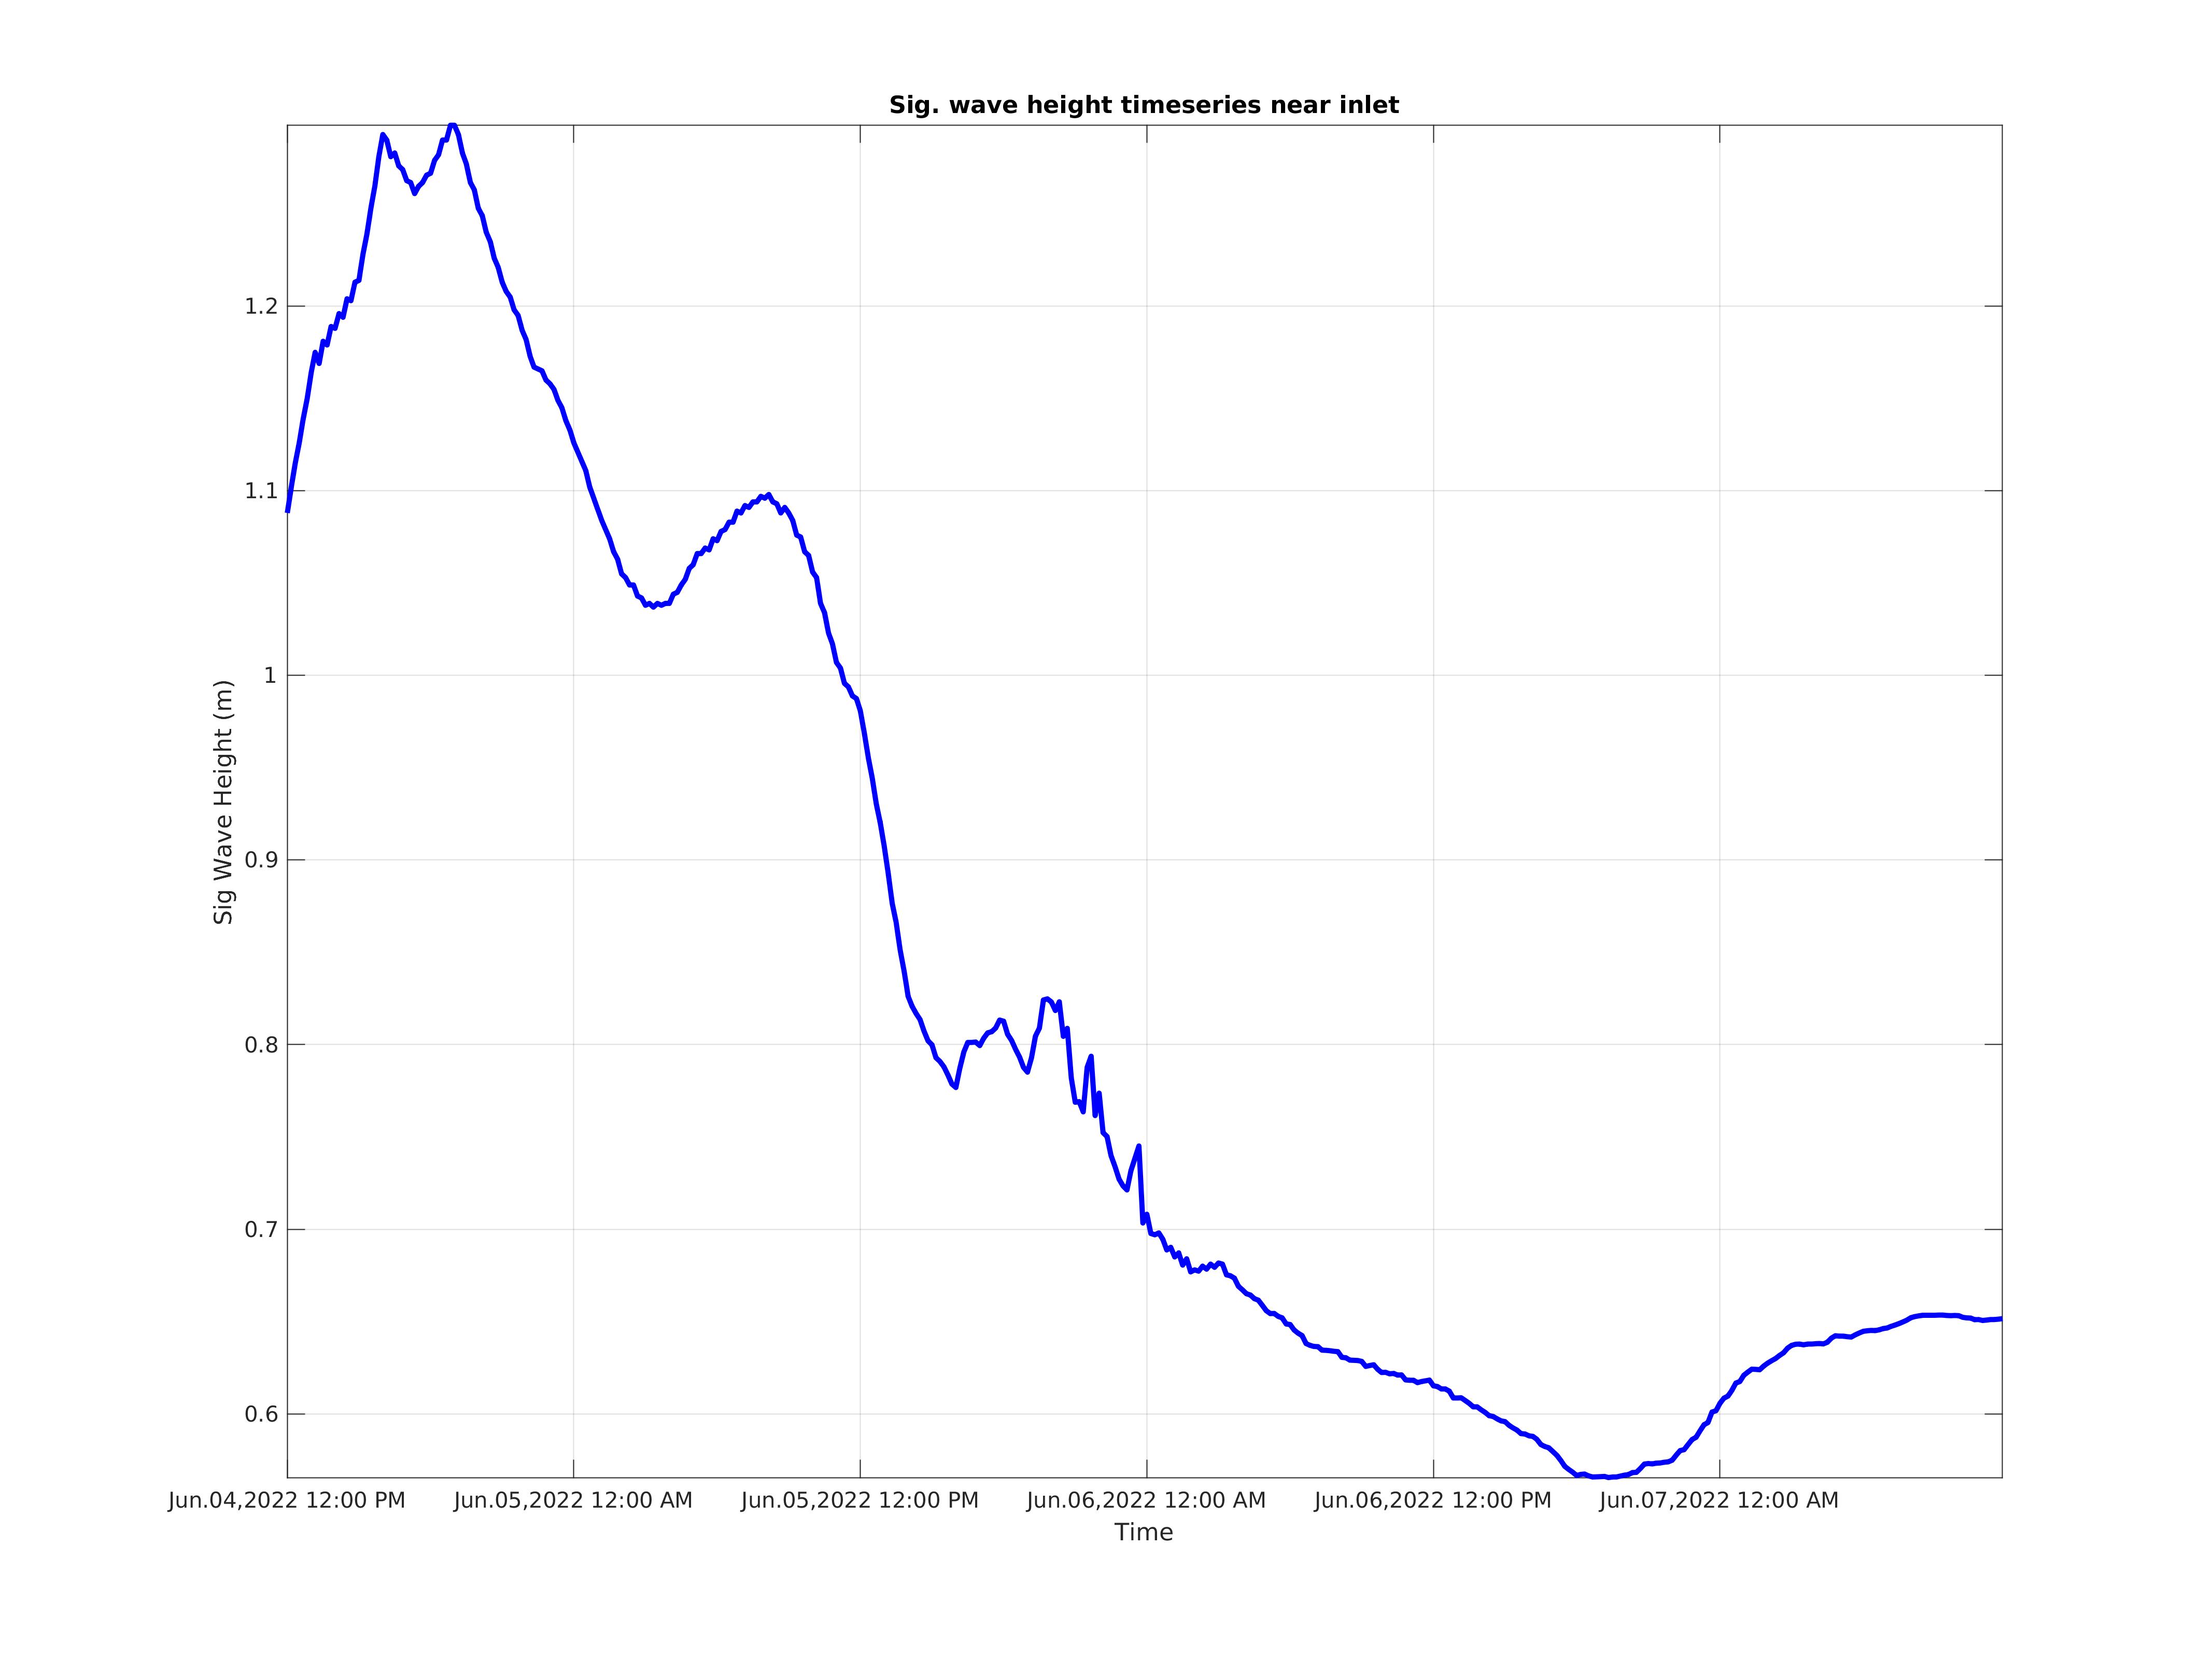 Sig. wave height timeseries near inlet
1.2
1.1
1
0.9
0.8
0.7
0.6
Sig Wave Height (m)
Jun.04,2022 12:00 PM
Jun.05,2022 12:00 AM
Jun.05,2022 12:00 PM
Jun.06,2022 12:00 AM
Jun.06,2022 12:00 PM
Jun.07,2022 12:00 AM
Time